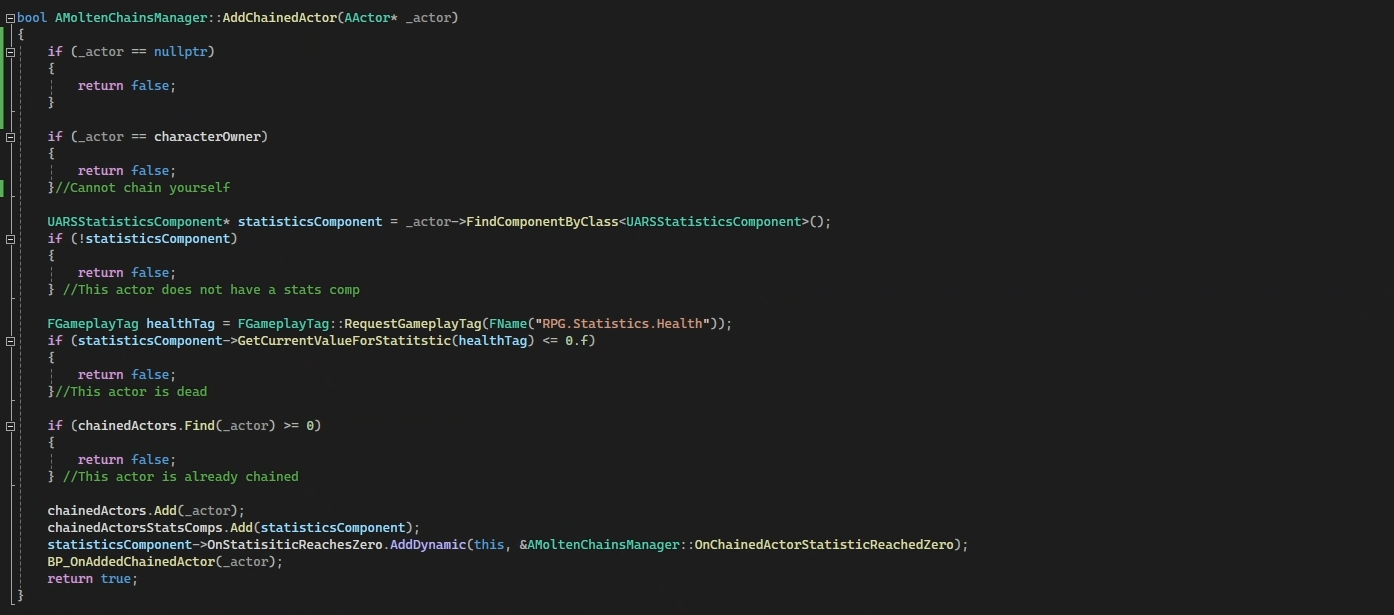 bool AMoltenChainsManager::AddChainedActor(AActor* _actor)
{
if (_actor == nullptr)
{
return false;
}
if (_actor == characterOwner)
{
return false;
}//Cannot chain yourself
UARSStatisticsComponent* statisticsComponent = _actor->FindComponentByClass<UARSStatisticsComponent>();
if (!statisticsComponent)
{
return false;
} //This actor does not have a stats comp
FGameplayTag healthTag = FGameplayTag::RequestGameplayTag(FName("RPG.Statistics.Health"));
if (statisticsComponent->GetCurrentValueForStatitstic(healthTag) <= 0.f)
{
return false;
}//This actor is dead
if (chainedActors.Find(_actor) >= 0)
{
return false;
} //This actor is already chained
chainedActors.Add(_actor);
chainedActorsStatsComps.Add(statisticsComponent);
statisticsComponent->OnStatisiticReachesZero.AddDynamic(this, &AMoltenChainsManager::OnChainedActorStatisticReachedZero);
BP_OnAddedChainedActor(_actor);
return true;
}